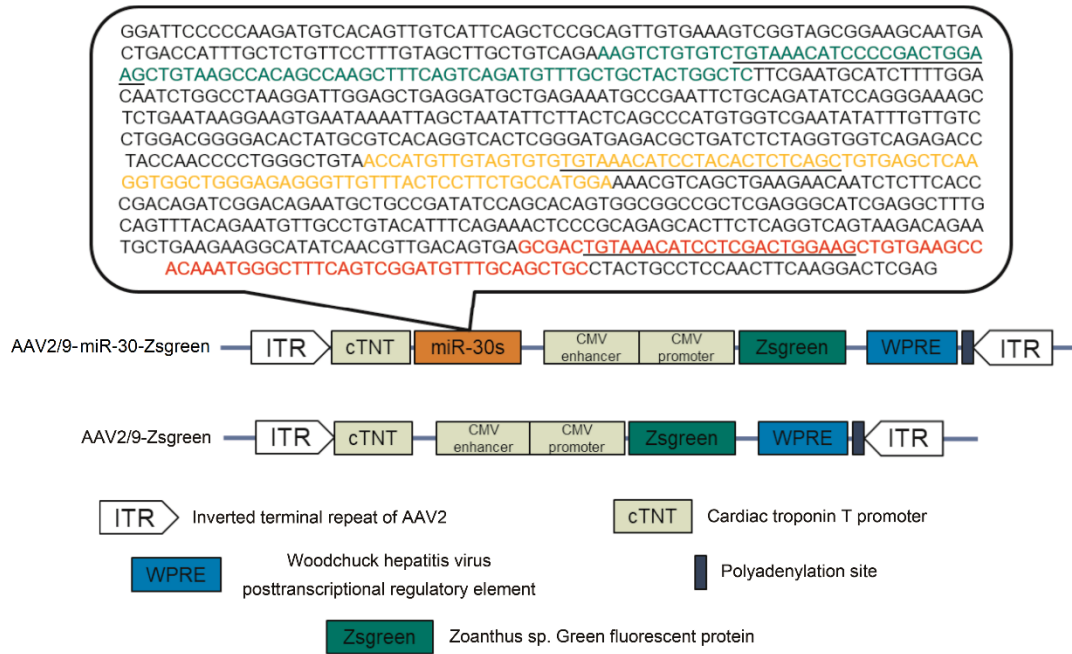 GGATTCCCCCAAGATGTCACAGTTGTCATTCAGCTCCGCAGTTGTGAAAGTCGGTAGCGGAAGCAATGA
CTGACCATTTGCTCTGTTCCTTTGTAGCTTGCTGTCAGAAAGTCTGTGTCTGTAAACATCCCCGACTGGA
AGCTGTAAGCCACAGCCAAGCTTTCAGTCAGATGTTTGCTGCTACTGGCTCTTCGAATGCATCTTTTGGA
CAATCTGGCCTAAGGATTGGAGCTGAGGATGCTGAGAAATGCCGAATTCTGCAGATATCCAGGGAAAGC
TCTGAATAAGGAAGTGAATAAAATTAGCTAATATTCTTACTCAGCCCATGTGGTCGAATATATTTGTTGTC
CTGGACGGGGACACTATGCGTCACAGGTCACTCGGGATGAGACGCTGATCTCTAGGTGGTCAGAGACC
TACCAACCCCTGGGCTGTAACCATGTTGTAGTGTGTGTAAACATCCTACACTCTCAGCTGTGAGCTCAA
GGTGGCTGGGAGAGGGTTGTTTACTCCTTCTGCCATGGAAAACGTCAGCTGAAGAACAATCTCTTCACC
CGACAGATCGGACAGAATGCTGCCGATATCCAGCACAGTGGCGGCCGCTCGAGGGCATCGAGGCTTTG
CAGTTTACAGAATGTTGCCTGTACATTTCAGAAACTCCCGCAGAGCACTTCTCAGGTCAGTAAGACAGAA
TGCTGAAGAAGGCATATCAACGTTGACAGTGAGCGACTGTAAACATCCTCGACTGGAAGCTGTGAAGCC
ACAAATGGGCTTTCAGTCGGATGTTTGCAGCTGCCTACTGCCTCCAACTTCAAGGACTCGAG
AAV2/9-miR-30-Zsgreen ITR cTNT miR-30s CMV enhancer CMV promoter Zsgreen WPRE ITR
AAV2/9-Zsgreen ITR cTNT CMV enhancer CMV promoter Zsgreen WPRE ITR
ITR Inverted terminal repeat of AAV2 cTNT Cardiac troponin T promoter
WPRE Woodchuck hepatitis virus
posttranscriptional regulatory element Polyadenylation site
Zsgreen Zoanthus sp. Green fluorescent protein